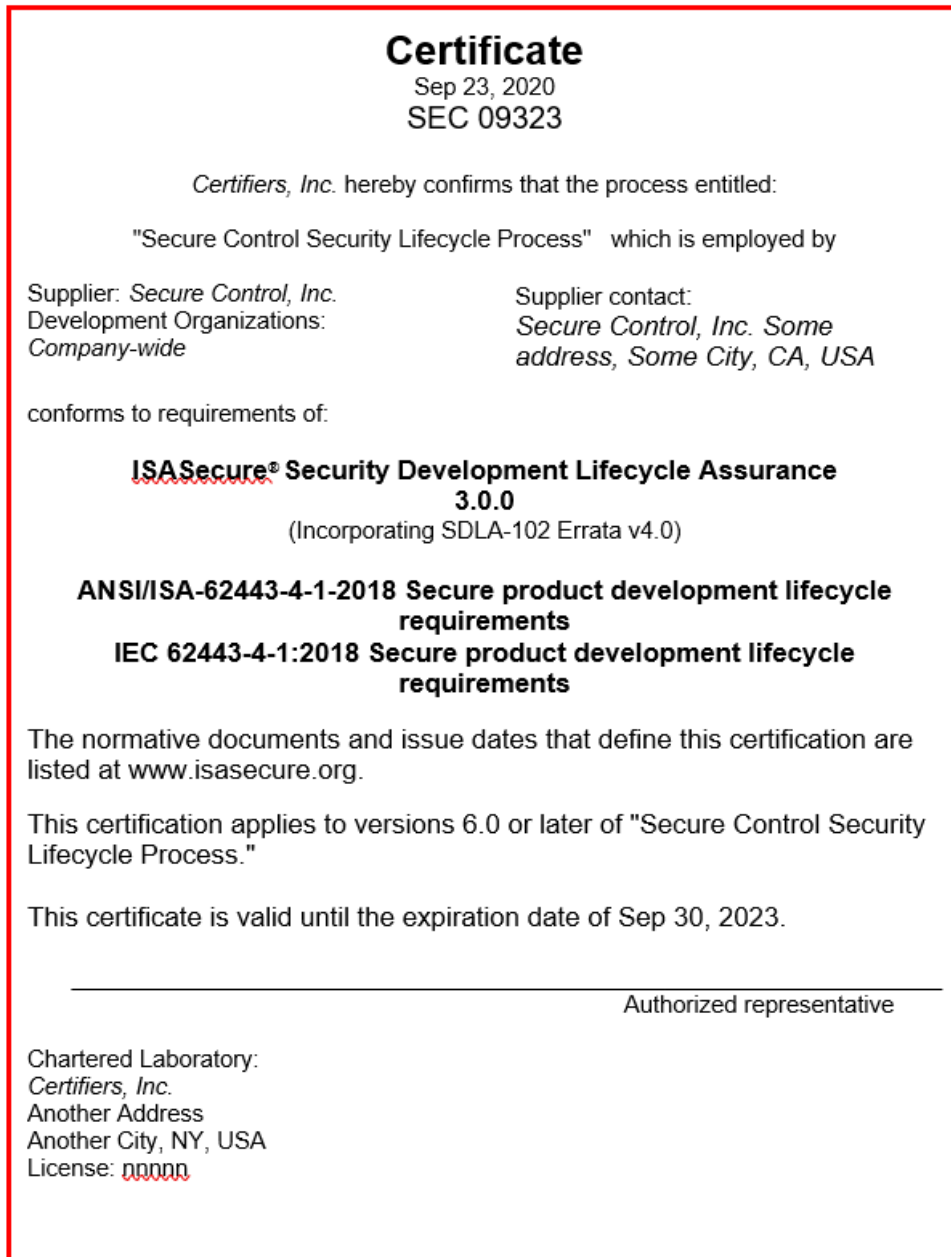 Certificate
Sep 23, 2020
SEC 09323
Certifiers, Inc. hereby confirms that the process entitled:
"Secure Control Security Lifecycle Process"   which is employed by
Supplier: Secure Control, Inc.
Development Organizations:
Company-wide
Supplier contact:
Secure Control, Inc. Some
address, Some City, CA, USA
conforms to requirements of:
ISASecure® Security Development Lifecycle Assurance
3.0.0
(Incorporating SDLA-102 Errata v4.0)
ANSI/ISA-62443-4-1-2018 Secure product development lifecycle
requirements
IEC 62443-4-1:2018 Secure product development lifecycle
requirements
The normative documents and issue dates that define this certification are
listed at www.isasecure.org.
This certification applies to versions 6.0 or later of "Secure Control Security
Lifecycle Process."
This certificate is valid until the expiration date of Sep 30, 2023.
Authorized representative
Chartered Laboratory:
Certifiers, Inc.
Another Address
Another City, NY, USA
License: nnnnn